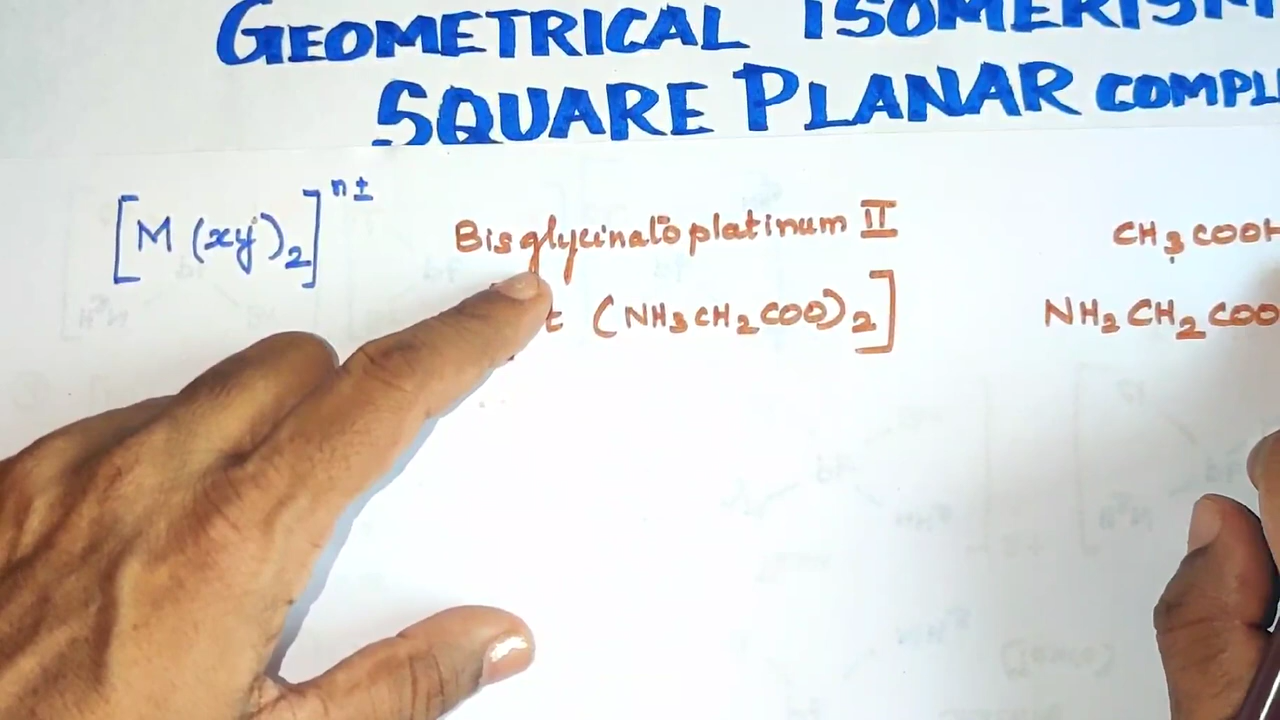 GEOMETRICAL ISOMERISM
SQUARE PLANAR COMPL
[M (xy)₂]ⁿ±
Bisglycinatoplatinum II
t (NH₃CH₂COO)₂]
CH₃COOH
NH₂CH₂COO